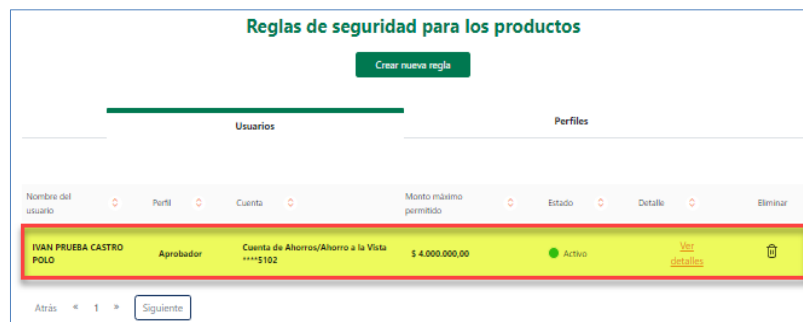 Reglas de seguridad para los productos
Crear nueva regla
Usuarios
Perfiles
Nombre del usuario
Perfil
Cuenta
Monto máximo permitido
Estado
Detalle
Eliminar
IVAN PRUEBA CASTRO POLO
Aprobador
Cuenta de Ahorros/Ahorro a la Vista ****5102
$ 4.000.000,00
Activo
Ver detalles
Atrás « 1 » Siguiente